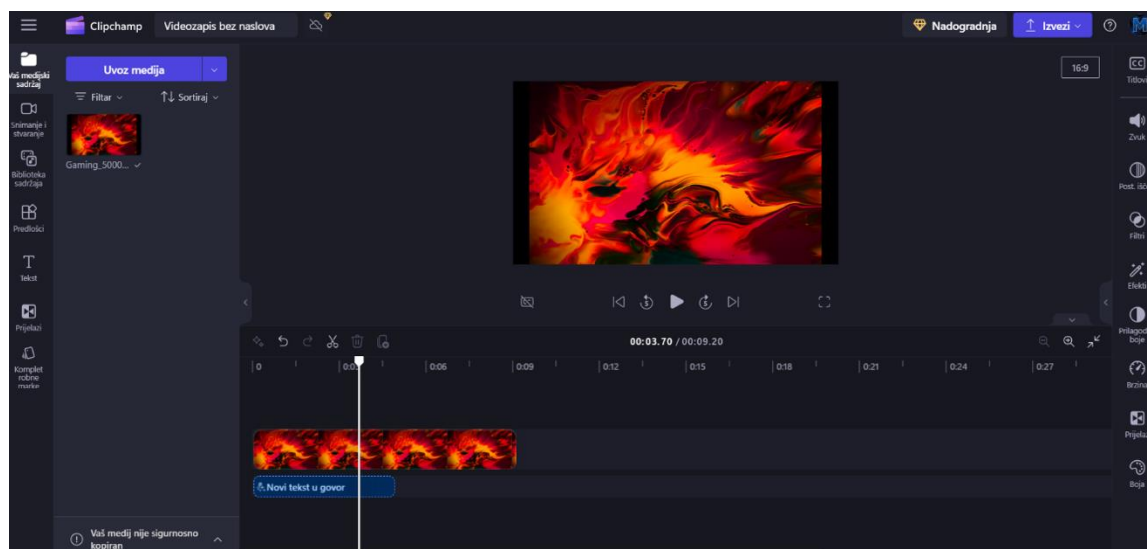 Clipchamp
Videozapis bez naslova
Nadogradnja
Izvezi
Vaš medijski
sadržaj
Snimanje i
stvaranje
Biblioteka
sadržaja
Predlošci
Tekst
Prijelazi
Komplet
robne
marke
Uvoz medija
Filtar
Sortiraj
Gaming_5000...
Vaš medij nije sigurnosno
kopiran
16:9
00:03.70 / 00:09.20
0
0:06
0:09
0:12
0:15
0:18
0:21
0:24
0:27
Novi tekst u govor
CC
Titlovi
Zvuk
Post.
Filtri
Efekti
boje
Brzina
Boja